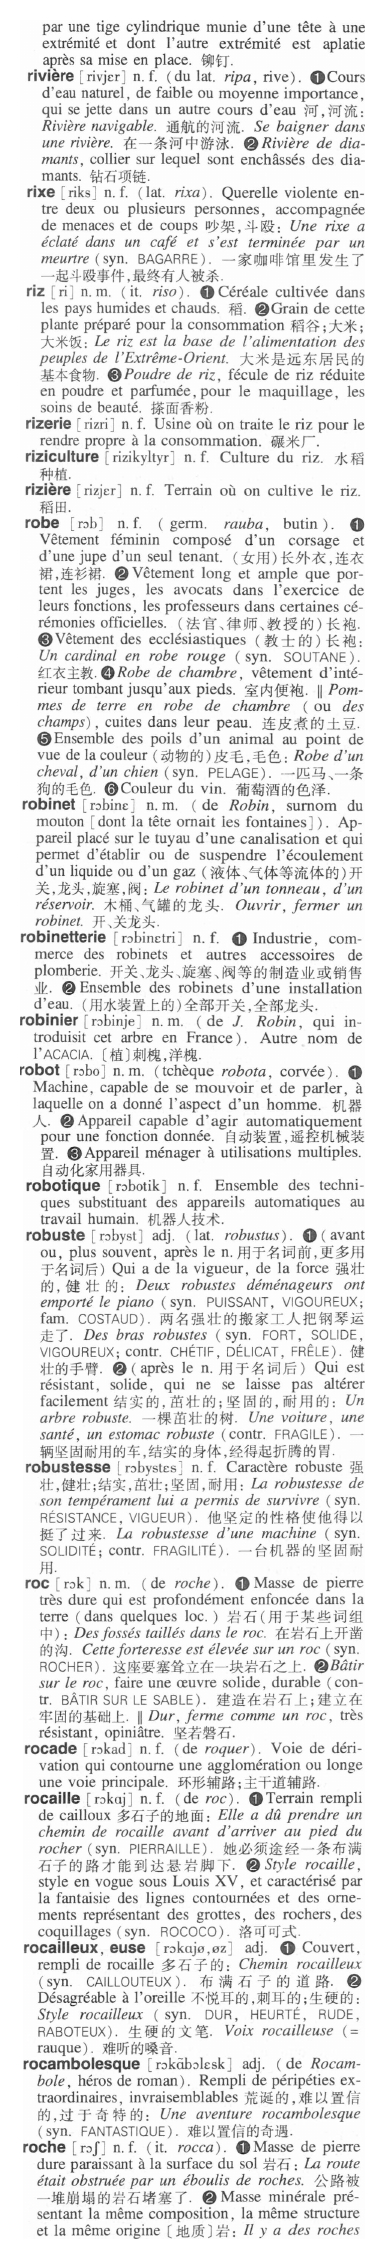 par une tige cylindrique munie d'une tête à une
extrémité et dont l'autre extrémité est aplatie
après sa mise en place. 铆钉.
rivière [rivjer] n. f. (du lat. ripa, rive). ❶Cours
d'eau naturel, de faible ou moyenne importance,
qui se jette dans un autre cours d'eau 河,河流:
Rivière navigable. 通航的河流. Se baigner dans
une rivière. 在一条河中游泳. ❷Rivière de dia-
mants, collier sur lequel sont enchâssés des dia-
mants. 钻石项链.
rixe [riks] n. f. (lat. rixa). Querelle violente en-
tre deux ou plusieurs personnes, accompagnée
de menaces et de coups 吵架,斗殴: Une rixe a
éclaté dans un café et s'est terminée par un
meurtre (syn. BAGARRE). 一家咖啡馆里发生了
一起斗殴事件,最终有人被杀.
riz [ri] n. m. (it. riso). ❶Céréale cultivée dans
les pays humides et chauds. 稻. ❷Grain de cette
plante préparé pour la consommation 稻谷;大米;
大米饭: Le riz est la base de l'alimentation des
peuples de l'Extrême-Orient. 大米是远东居民的
基本食物. ❸Poudre de riz, fécule de riz réduite
en poudre et parfumée, pour le maquillage, les
soins de beauté. 搽面香粉.
rizerie [rizri] n. f. Usine où on traite le riz pour le
rendre propre à la consommation. 碾米厂.
riziculture [rizikyltyr] n. f. Culture du riz. 水稻
种植.
rizière [rizjɛr] n. f. Terrain où on cultive le riz.
稻田.
robe [rɔb] n. f. (germ. rauba, butin). ❶
Vêtement féminin composé d'un corsage et
d'une jupe d'un seul tenant. (女用)长外衣,连衣
裙,连衫裙. ❷Vêtement long et ample que por-
tent les juges, les avocats dans l'exercice de
leurs fonctions, les professeurs dans certaines cé-
rémonies officielles. (法官、律师、教授的)长袍.
❸Vêtement des ecclésiastiques (教士的)长袍:
Un cardinal en robe rouge (syn. SOUTANE).
红衣主教. ❹Robe de chambre, vêtement d'inté-
rieur tombant jusqu'aux pieds. 室内便袍. ‖ Pom-
mes de terre en robe de chambre (ou des
champs), cuites dans leur peau. 连皮煮的土豆.
❺Ensemble des poils d'un animal au point de
vue de la couleur (动物的)皮毛,毛色: Robe d'un
cheval, d'un chien (syn. PELAGE). 一匹马、一条
狗的毛色. ❻Couleur du vin. 葡萄酒的色泽.
robinet [rɔbinɛ] n. m. (de Robin, surnom du
mouton [dont la tête ornait les fontaines]). Ap-
pareil placé sur le tuyau d'une canalisation et qui
permet d'établir ou de suspendre l'écoulement
d'un liquide ou d'un gaz (液体、气体等流体的)开
关,龙头,旋塞,阀: Le robinet d'un tonneau, d'un
réservoir. 木桶、气罐的龙头. Ouvrir, fermer un
robinet. 开、关龙头.
robinetterie [rɔbinɛtri] n. f. ❶ Industrie, com-
merce des robinets et autres accessoires de
plomberie. 开关、龙头、旋塞、阀等的制造业或销售
业. ❷Ensemble des robinets d'une installation
d'eau. (用水装置上的)全部开关,全部龙头.
robinier [rɔbinje] n. m. (de J. Robin, qui in-
troduisit cet arbre en France). Autre nom de
l'ACACIA. [植]刺槐,洋槐.
robot [rɔbo] n. m. (tchèque robota, corvée). ❶
Machine, capable de se mouvoir et de parler, à
laquelle on a donné l'aspect d'un homme. 机器
人. ❷Appareil capable d'agir automatiquement
pour une fonction donnée. 自动装置,遥控机械装
置. ❸Appareil ménager à utilisations multiples.
自动化家用器具.
robotique [rɔbɔtik] n. f. Ensemble des techni-
ques substituant des appareils automatiques au
travail humain. 机器人技术.
robuste [rɔbyst] adj. (lat. robustus). ❶(avant
ou, plus souvent, après le n. 用于名词前,更多用
于名词后) Qui a de la vigueur, de la force 强壮
的,健壮的: Deux robustes déménageurs ont
emporté le piano (syn. PUISSANT, VIGOUREUX;
fam. COSTAUD). 两名强壮的搬家工人把钢琴运
走了. Des bras robustes (syn. FORT, SOLIDE,
VIGOUREUX; contr. CHÉTIF, DÉLICAT, FRÊLE). 健
壮的手臂. ❷(après le n. 用于名词后) Qui est
résistant, solide, qui ne se laisse pas altérer
facilement 结实的,茁壮的;坚固的,耐用的: Un
arbre robuste. 一棵茁壮的树. Une voiture, une
santé, un estomac robuste (contr. FRAGILE). 一
辆坚固耐用的车,结实的身体,经得起折腾的胃.
robustesse [rɔbystɛs] n. f. Caractère robuste 强
壮,健壮;结实,茁壮;坚固,耐用: La robustesse de
son tempérament lui a permis de survivre (syn.
RÉSISTANCE, VIGUEUR). 他坚定的性格使他得以
挺了过来. La robustesse d'une machine (syn.
SOLIDITÉ; contr. FRAGILITÉ). 一台机器的坚固耐
用.
roc [rɔk] n. m. (de roche). ❶Masse de pierre
très dure qui est profondément enfoncée dans la
terre (dans quelques loc.) 岩石(用于某些词组
中): Des fossés taillés dans le roc. 在岩石上开凿
的沟. Cette forteresse est élevée sur un roc (syn.
ROCHER). 这座要塞耸立在一块岩石之上. ❷Bâtir
sur le roc, faire une œuvre solide, durable (con-
tr. BÂTIR SUR LE SABLE). 建造在岩石上;建立在
牢固的基础上. ‖ Dur, ferme comme un roc, très
résistant, opiniâtre. 坚若磐石.
rocade [rɔkad] n. f. (de roquer). Voie de déri-
vation qui contourne une agglomération ou longe
une voie principale. 环形辅路;主干道辅路.
rocaille [rɔkɑj] n. f. (de roc). ❶Terrain rempli
de cailloux 多石子的地面: Elle a dû prendre un
chemin de rocaille avant d'arriver au pied du
rocher (syn. PIERRAILLE). 她必须途经一条布满
石子的路才能到达悬岩脚下. ❷ Style rocaille,
style en vogue sous Louis XV, et caractérisé par
la fantaisie des lignes contournées et des orne-
ments représentant des grottes, des rochers, des
coquillages (syn. ROCOCO). 洛可可式.
rocailleux, euse [rɔkɑjø,øz] adj. ❶ Couvert,
rempli de rocaille 多石子的: Chemin rocailleux
(syn. CAILLOUTEUX). 布满石子的道路. ❷
Désagréable à l'oreille 不悦耳的,刺耳的;生硬的:
Style rocailleux (syn. DUR, HEURTÉ, RUDE,
RABOTEUX). 生硬的文笔. Voix rocailleuse (=
rauque). 难听的嗓音.
rocambolesque [rɔkɑ̃bɔlɛsk] adj. (de Rocam-
bole, héros de roman). Rempli de péripéties ex-
traordinaires, invraisemblables 荒诞的,难以置信
的,过于奇特的: Une aventure rocambolesque
(syn. FANTASTIQUE). 难以置信的奇遇.
roche [rɔʃ] n. f. (it. rocca). ❶Masse de pierre
dure paraissant à la surface du sol 岩石: La route
était obstruée par un éboulis de roches. 公路被
一堆崩塌的岩石堵塞了. ❷Masse minérale pré-
sentant la même composition, la même structure
et la même origine [地质]岩: Il y a des roches